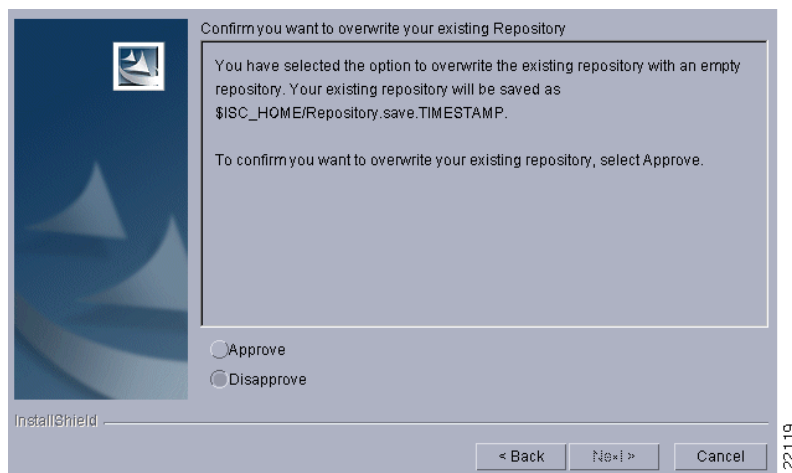 Confirm you want to overwrite your existing Repository
You have selected the option to overwrite the existing repository with an empty
repository. Your existing repository will be saved as
$ISC_HOME/Repository.save.TIMESTAMP.
To confirm you want to overwrite your existing repository, select Approve.
Approve
Disapprove
InstallShield
< Back
Next >
Cancel
22119